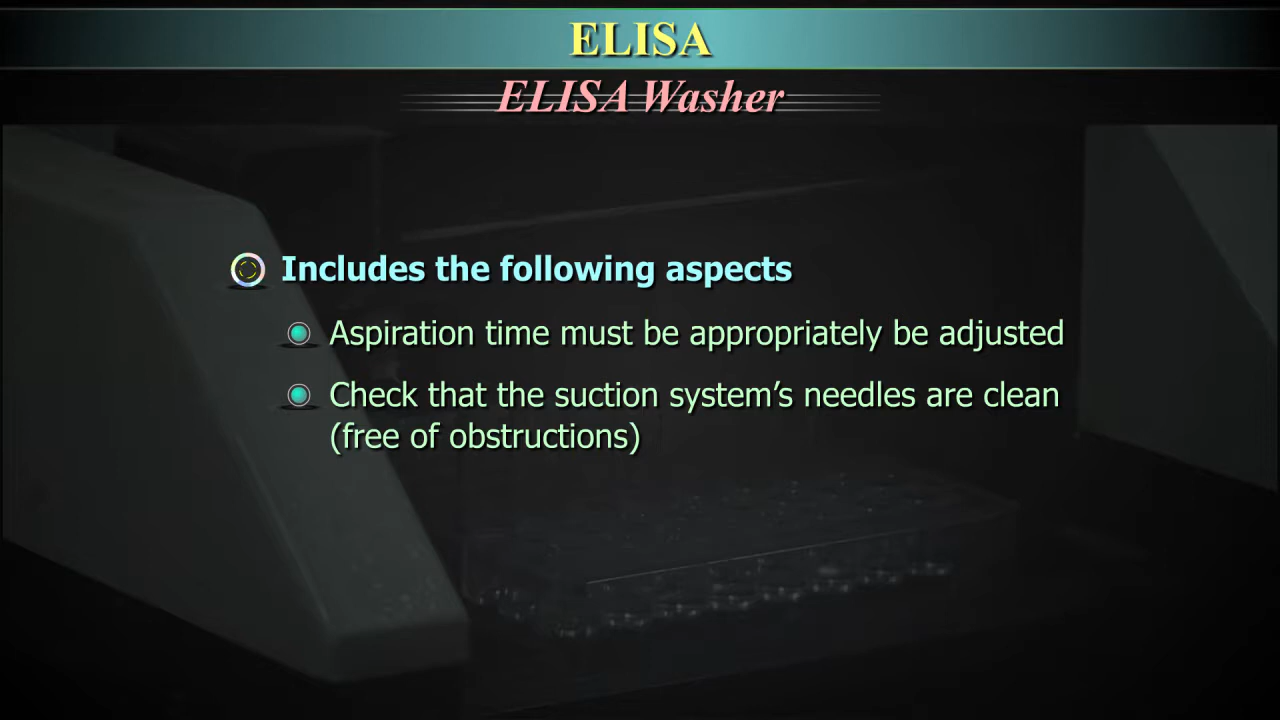 ELISA
ELISA Washer
Includes the following aspects
Aspiration time must be appropriately be adjusted
Check that the suction system’s needles are clean
(free of obstructions)